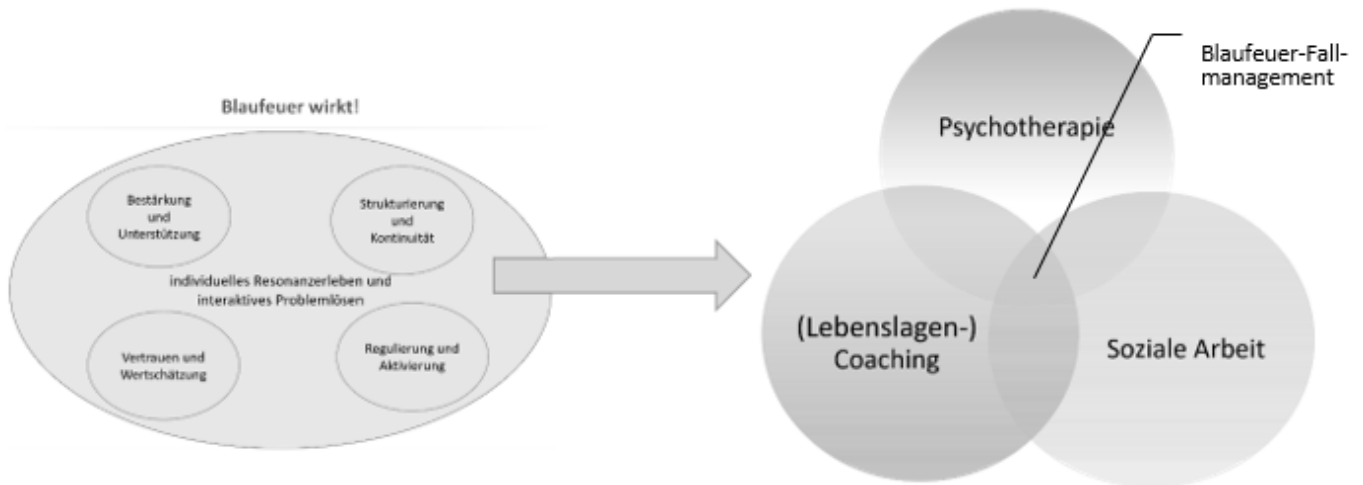 Blaufeuer wirkt!
Bestärkung
und
Unterstützung
Strukturierung
und
Kontinuität
individuelles Resonanzerleben und
interaktives Problemlösen
Vertrauen und
Wertschätzung
Regulierung und
Aktivierung
Blaufeuer-Fall-
management
Psychotherapie
(Lebenslagen-)
Coaching
Soziale Arbeit